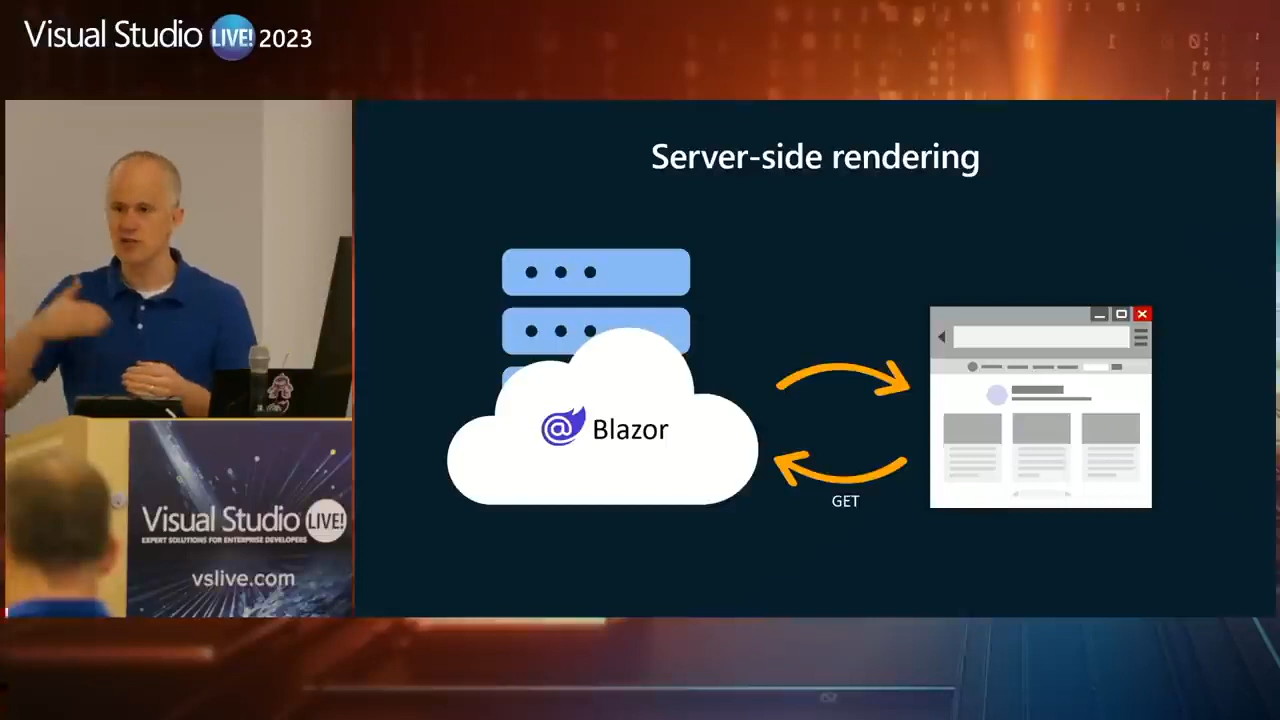 Visual Studio LIVE! 2023
Server-side rendering
@ Blazor
GET
Visual Studio LIVE!
EXPERT SOLUTIONS FOR ENTERPRISE DEVELOPERS
vslive.com